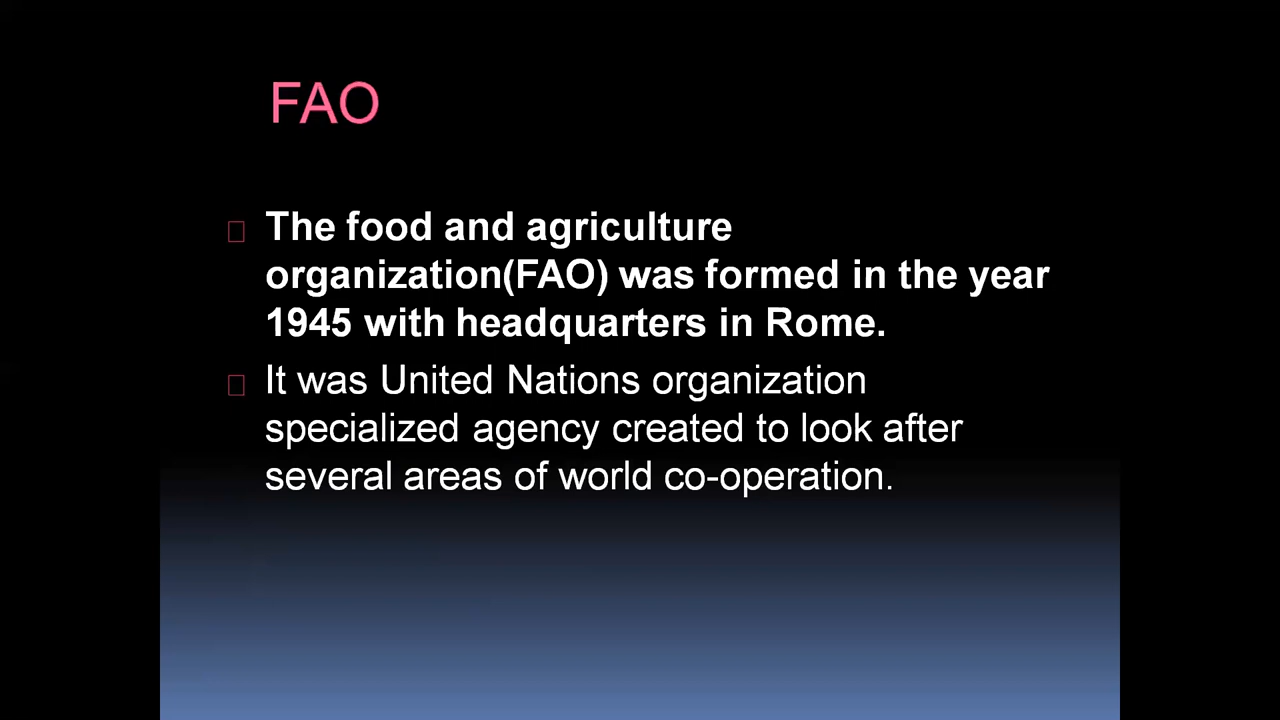 FAO
The food and agriculture
organization(FAO) was formed in the year
1945 with headquarters in Rome.
It was United Nations organization
specialized agency created to look after
several areas of world co-operation.